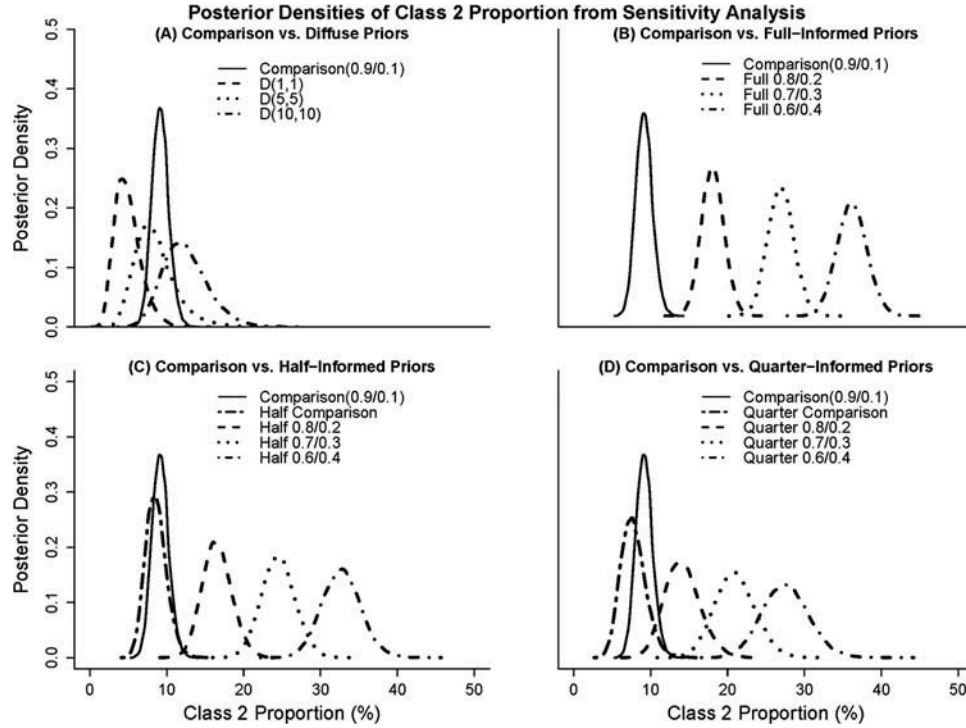 Posterior Densities of Class 2 Proportion from Sensitivity Analysis
(A) Comparison vs. Diffuse Priors
Comparison(0.9/0.1)
D(1,1)
D(5,5)
D(10,10)
Posterior Density
0.5
0.4
0.3
0.2
0.1
0.0
(B) Comparison vs. Full-Informed Priors
Comparison(0.9/0.1)
Full 0.8/0.2
Full 0.7/0.3
Full 0.6/0.4
(C) Comparison vs. Half-Informed Priors
Comparison(0.9/0.1)
Half Comparison
Half 0.8/0.2
Half 0.7/0.3
Half 0.6/0.4
Posterior Density
0.5
0.4
0.3
0.2
0.1
0.0
0 10 20 30 40 50
Class 2 Proportion (%)
(D) Comparison vs. Quarter-Informed Priors
Comparison(0.9/0.1)
Quarter Comparison
Quarter 0.8/0.2
Quarter 0.7/0.3
Quarter 0.6/0.4
0 10 20 30 40 50
Class 2 Proportion (%)